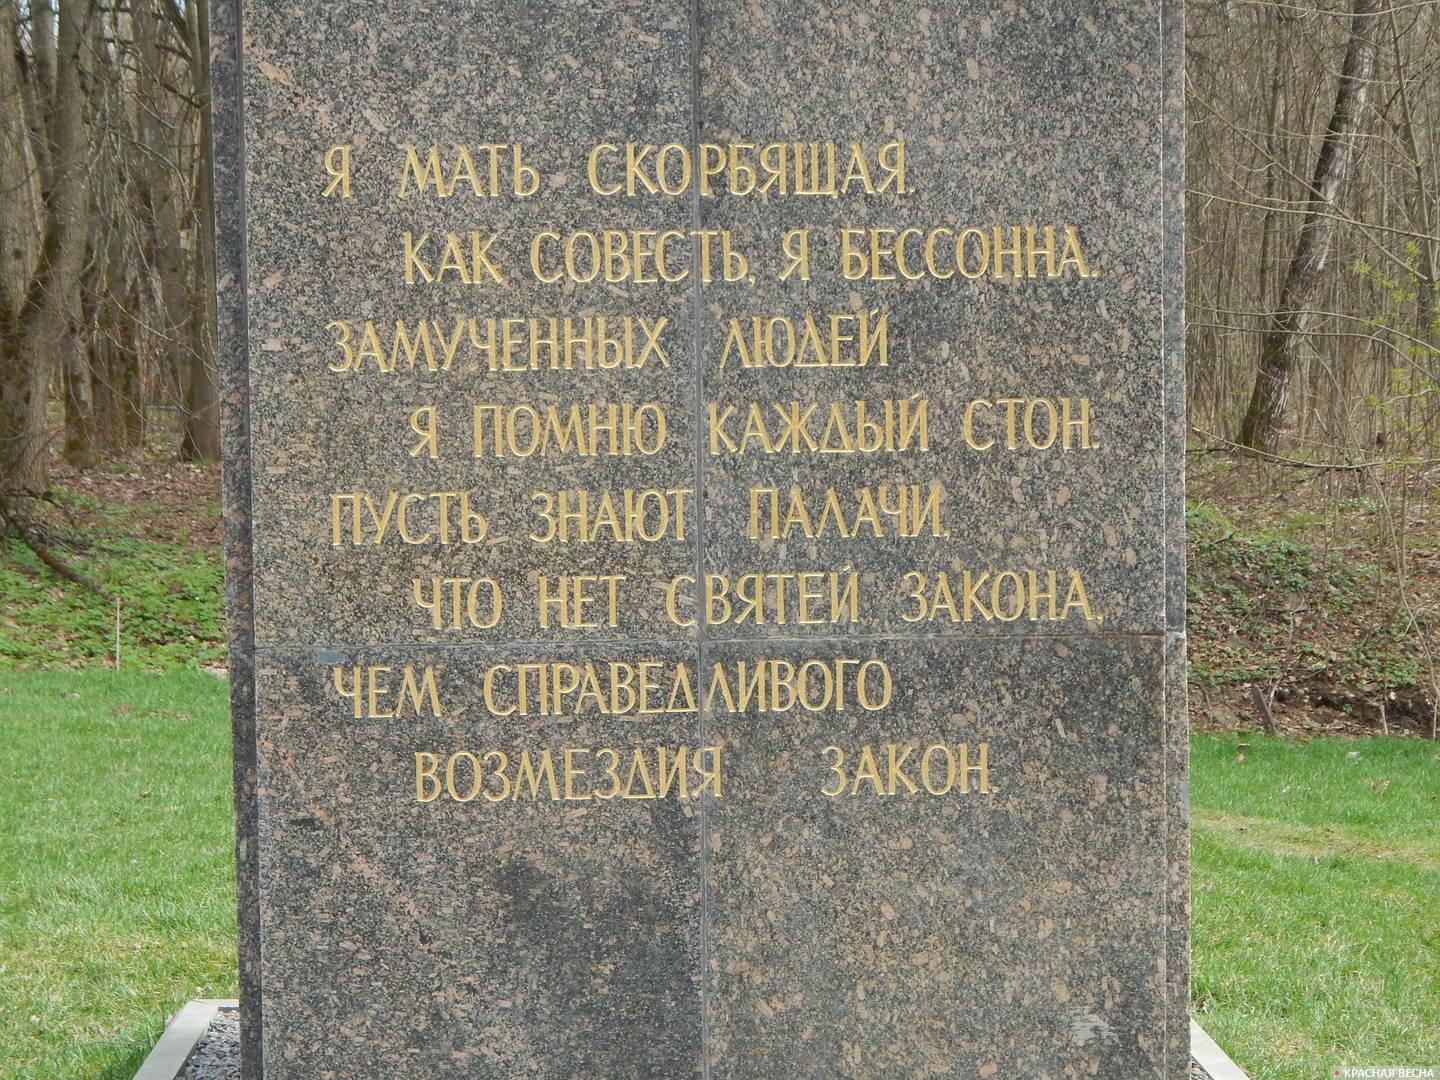 Я МАТЬ СКОРБЯЩАЯ.
КАК СОВЕСТЬ, Я БЕССОННА.
ЗАМУЧЕННЫХ ЛЮДЕЙ
Я ПОМНЮ КАЖДЫЙ СТОН.
ПУСТЬ ЗНАЮТ ПАЛАЧИ,
ЧТО НЕТ СВЯТЕЙ ЗАКОНА,
ЧЕМ СПРАВЕДЛИВОГО
ВОЗМЕЗДИЯ ЗАКОН.
КРАСНАЯ ВЕСНА